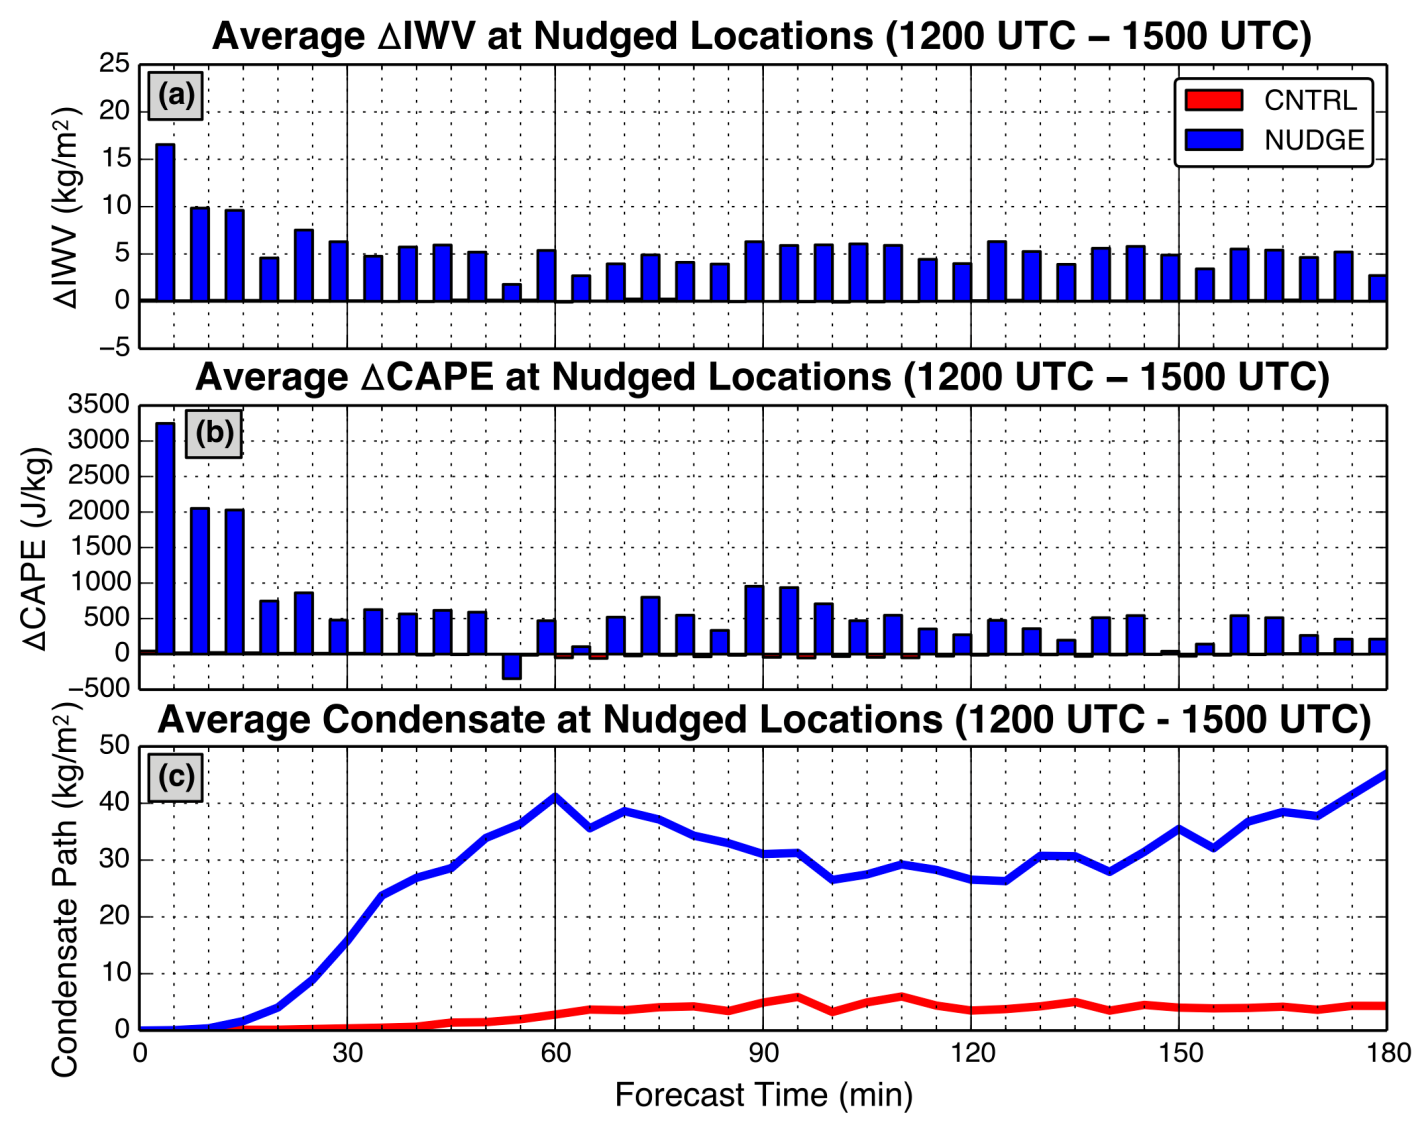 Average ΔIWV at Nudged Locations (1200 UTC – 1500 UTC)
(a)
CNTRL
NUDGE
ΔIWV (kg/m²)
25
20
15
10
5
0
−5
Average ΔCAPE at Nudged Locations (1200 UTC – 1500 UTC)
(b)
ΔCAPE (J/kg)
3500
3000
2500
2000
1500
1000
500
0
−500
Average Condensate at Nudged Locations (1200 UTC - 1500 UTC)
(c)
Condensate Path (kg/m²)
50
40
30
20
10
0
0 30 60 90 120 150 180
Forecast Time (min)